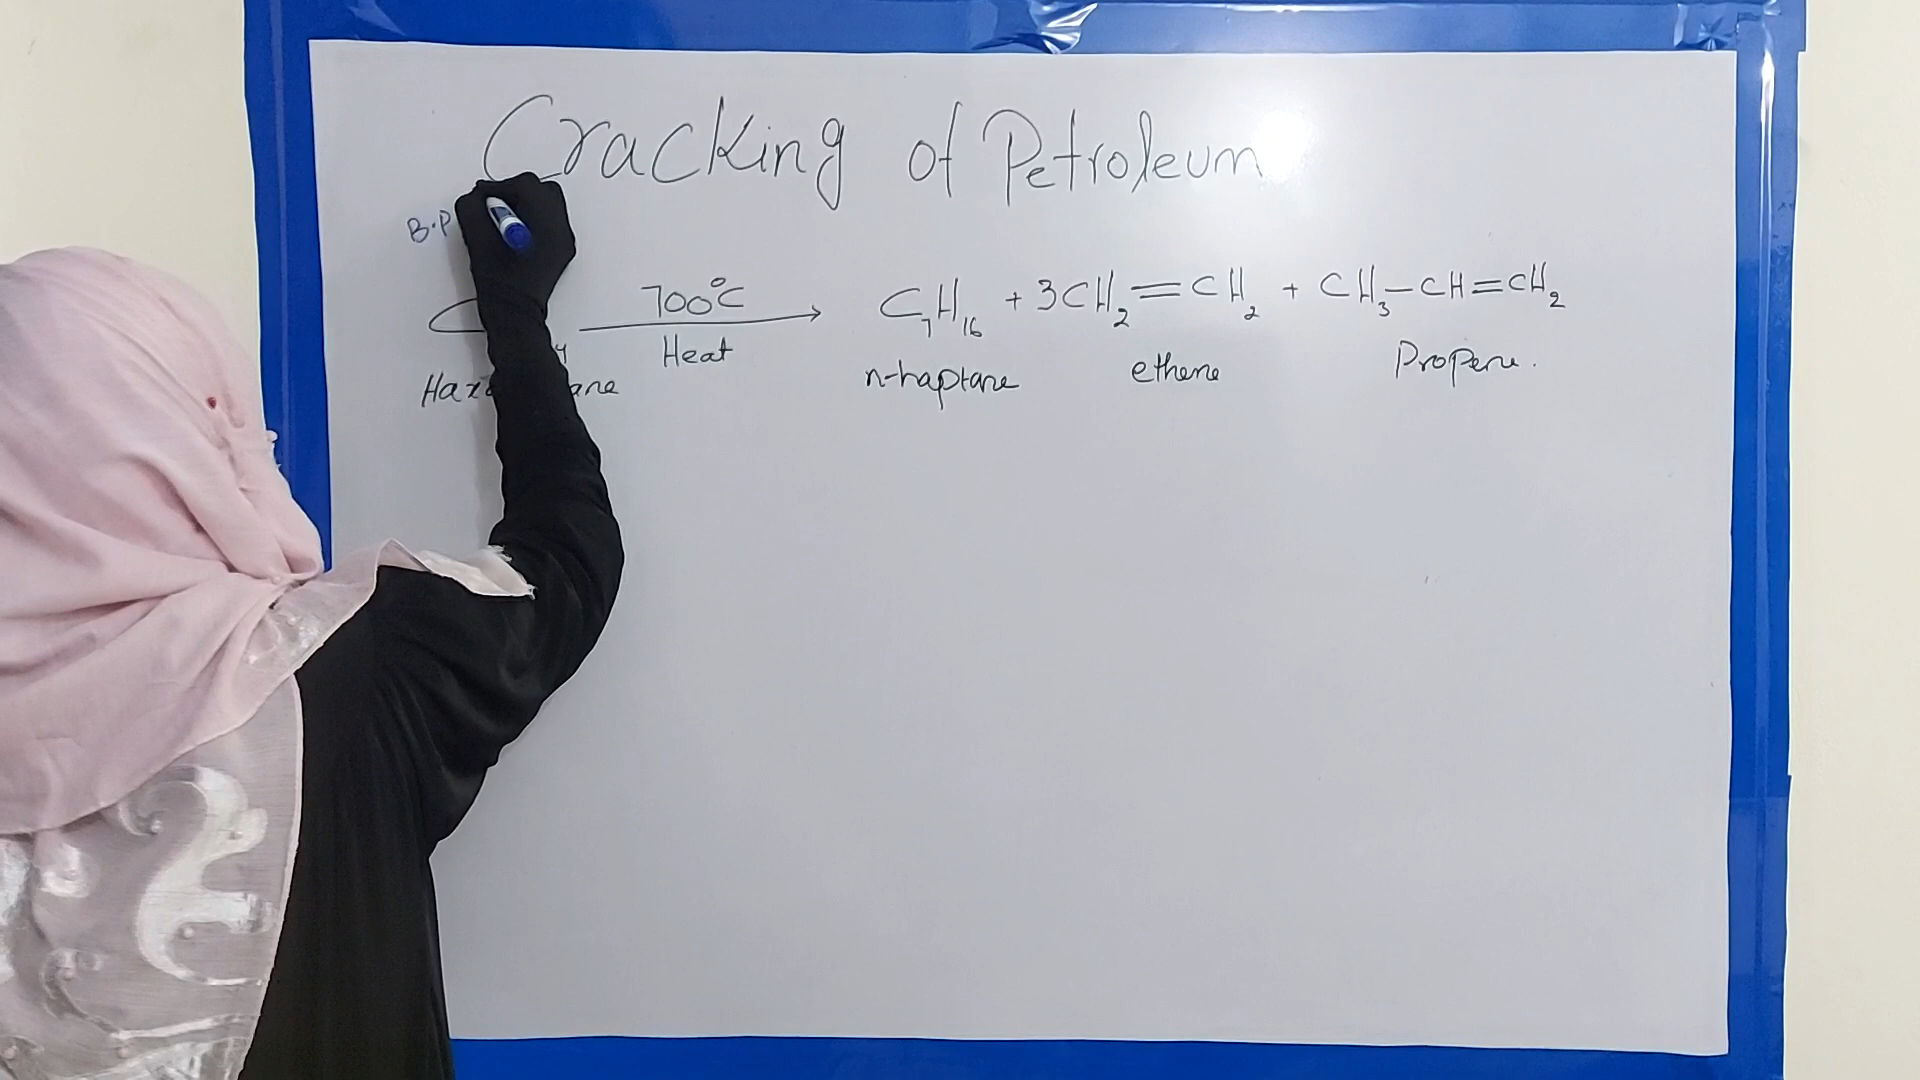 Cracking of Petroleum
B.P
700°C
C₇H₁₆ + 3CH₂=CH₂ + CH₃-CH=CH₂
Heat
n-haptane ethene Propene.